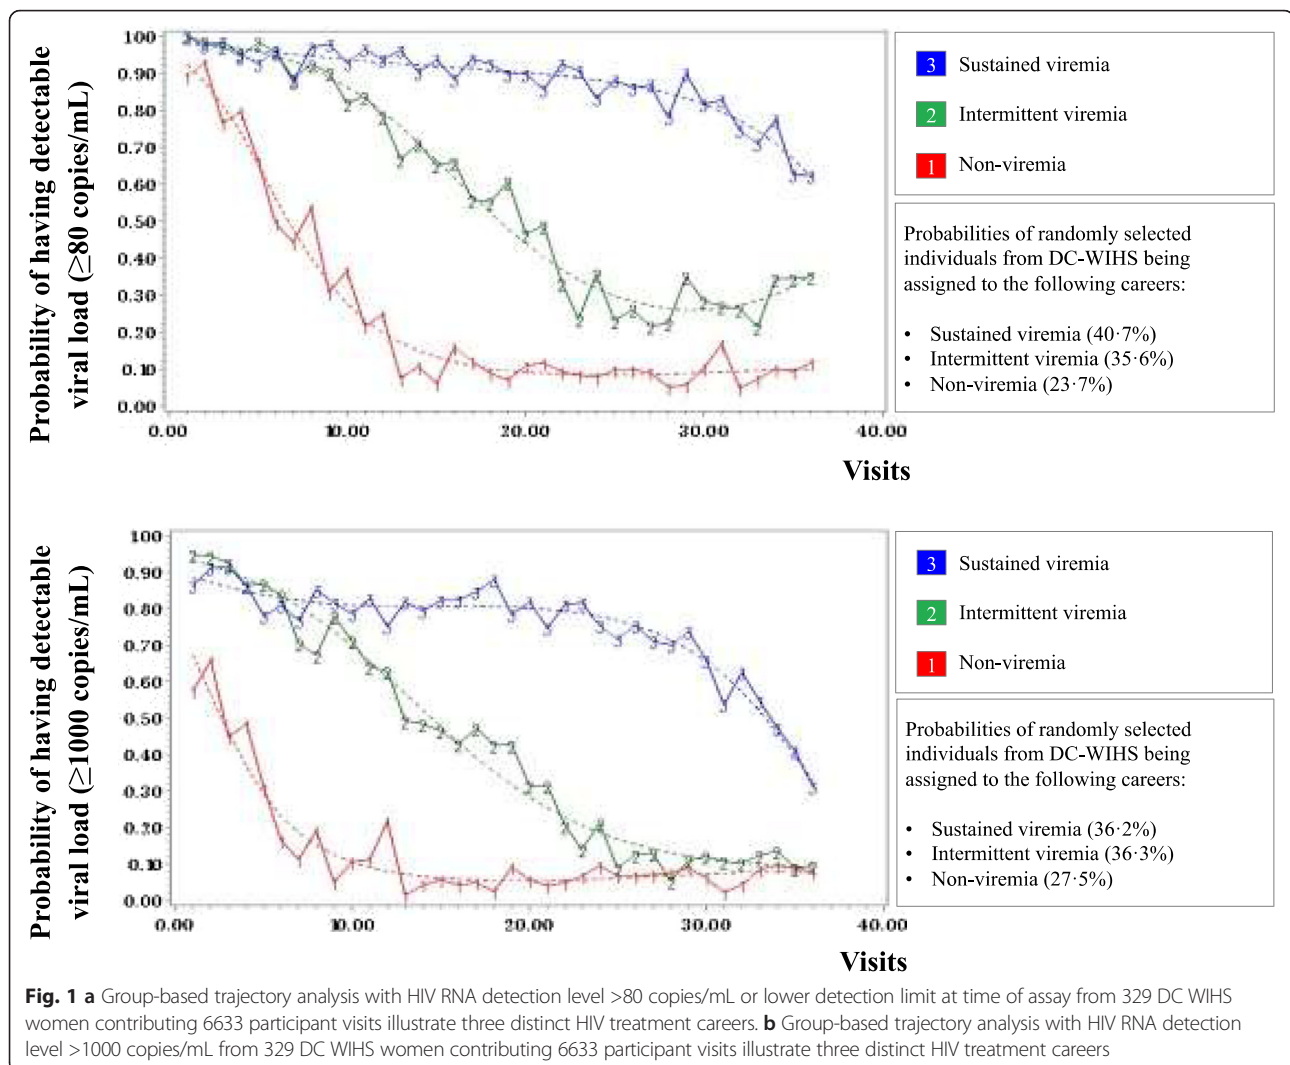 Probability of having detectable
viral load (≥80 copies/mL)
100
0.90
0.80
0.70
0.60
0.50
0.40
0.30
0.20
0.10
0.00
0.00
10.00
20.00
30.00
40.00
Visits
3 Sustained viremia
2 Intermittent viremia
1 Non-viremia
Probabilities of randomly selected
individuals from DC-WIHS being
assigned to the following careers:
• Sustained viremia (40·7%)
• Intermittent viremia (35·6%)
• Non-viremia (23·7%)
Probability of having detectable
viral load (≥1000 copies/mL)
100
0.90
0.80
0.70
0.60
0.50
0.40
0.30
0.20
0.10
0.00
0.00
10.00
20.00
30.00
40.00
Visits
3 Sustained viremia
2 Intermittent viremia
1 Non-viremia
Probabilities of randomly selected
individuals from DC-WIHS being
assigned to the following careers:
• Sustained viremia (36·2%)
• Intermittent viremia (36·3%)
• Non-viremia (27·5%)
Fig. 1 a Group-based trajectory analysis with HIV RNA detection level >80 copies/mL or lower detection limit at time of assay from 329 DC WIHS
women contributing 6633 participant visits illustrate three distinct HIV treatment careers. b Group-based trajectory analysis with HIV RNA detection
level >1000 copies/mL from 329 DC WIHS women contributing 6633 participant visits illustrate three distinct HIV treatment careers